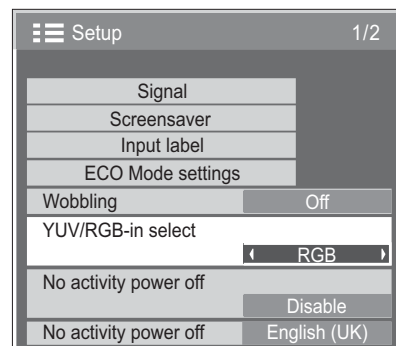 Setup 1/2
Signal
Screensaver
Input label
ECO Mode settings
Wobbling Off
YUV/RGB-in select
RGB
No activity power off
Disable
No activity power off English (UK)